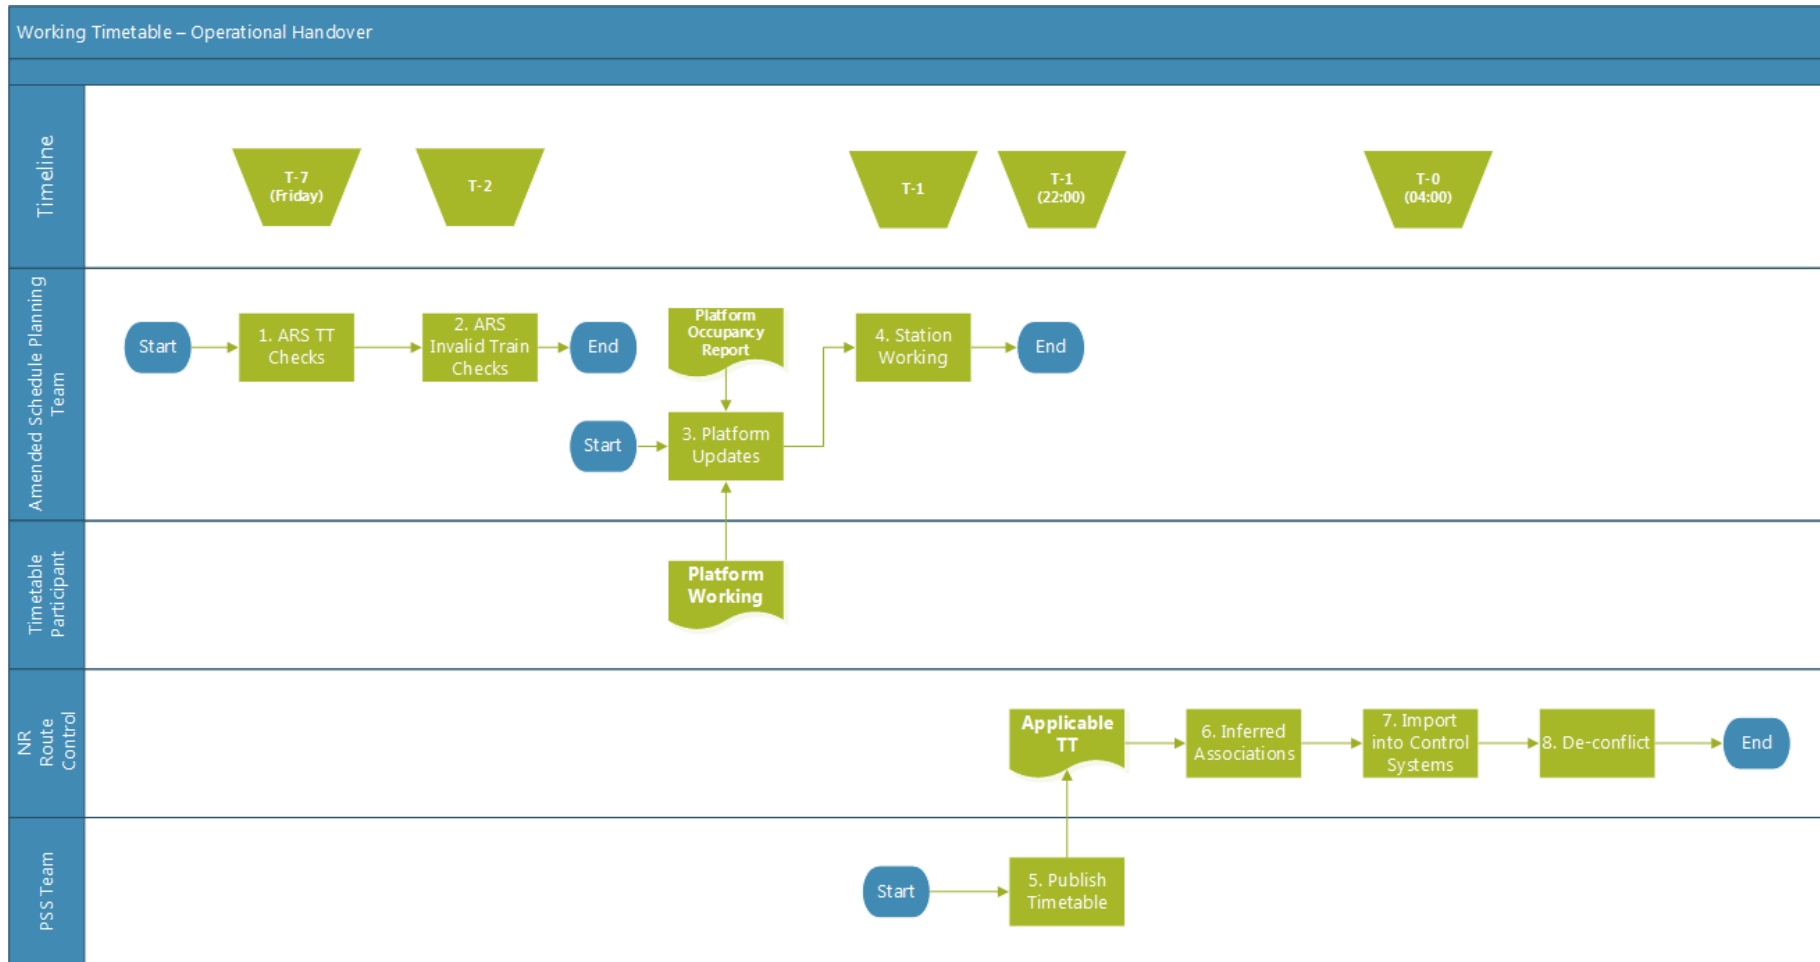 Working Timetable – Operational Handover
Timeline
T-7
(Friday)
T-2
T-1
T-1
(22:00)
T-0
(04:00)
Amended Schedule Planning
Team
Start
1. ARS TT
Checks
2. ARS
Invalid Train
Checks
End
Platform
Occupancy
Report
4. Station
Working
End
Start
3. Platform
Updates
Timetable
Participant
Platform
Working
NR
Route
Control
Applicable
TT
6. Inferred
Associations
7. Import
into Control
Systems
8. De-conflict
End
PSS Team
Start
5. Publish
Timetable